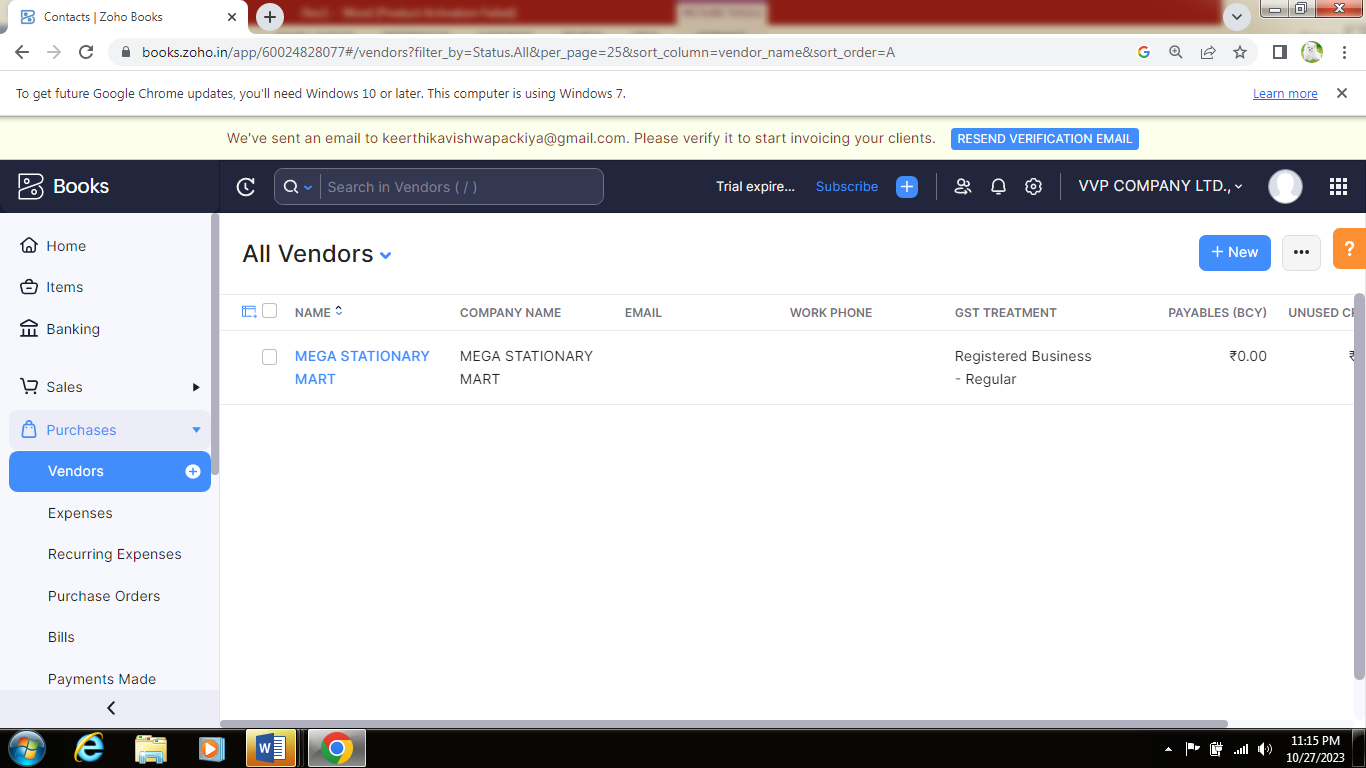 Contacts | Zoho Books
books.zoho.in/app/60024828077#/vendors?filter_by=Status.All&per_page=25&sort_column=vendor_name&sort_order=A
To get future Google Chrome updates, you'll need Windows 10 or later. This computer is using Windows 7.
Learn more
We've sent an email to keerthikavishwapackiya@gmail.com. Please verify it to start invoicing your clients.
RESEND VERIFICATION EMAIL
Books
Search in Vendors ( / )
Trial expire...
Subscribe
VVP COMPANY LTD.,
Home
Items
Banking
Sales
Purchases
Vendors
Expenses
Recurring Expenses
Purchase Orders
Bills
Payments Made
All Vendors
+ New
?
NAME COMPANY NAME EMAIL WORK PHONE GST TREATMENT PAYABLES (BCY) UNUSED
MEGA STATIONARY MEGA STATIONARY Registered Business ₹0.00 ₹
MART MART - Regular
11:15 PM
10/27/2023